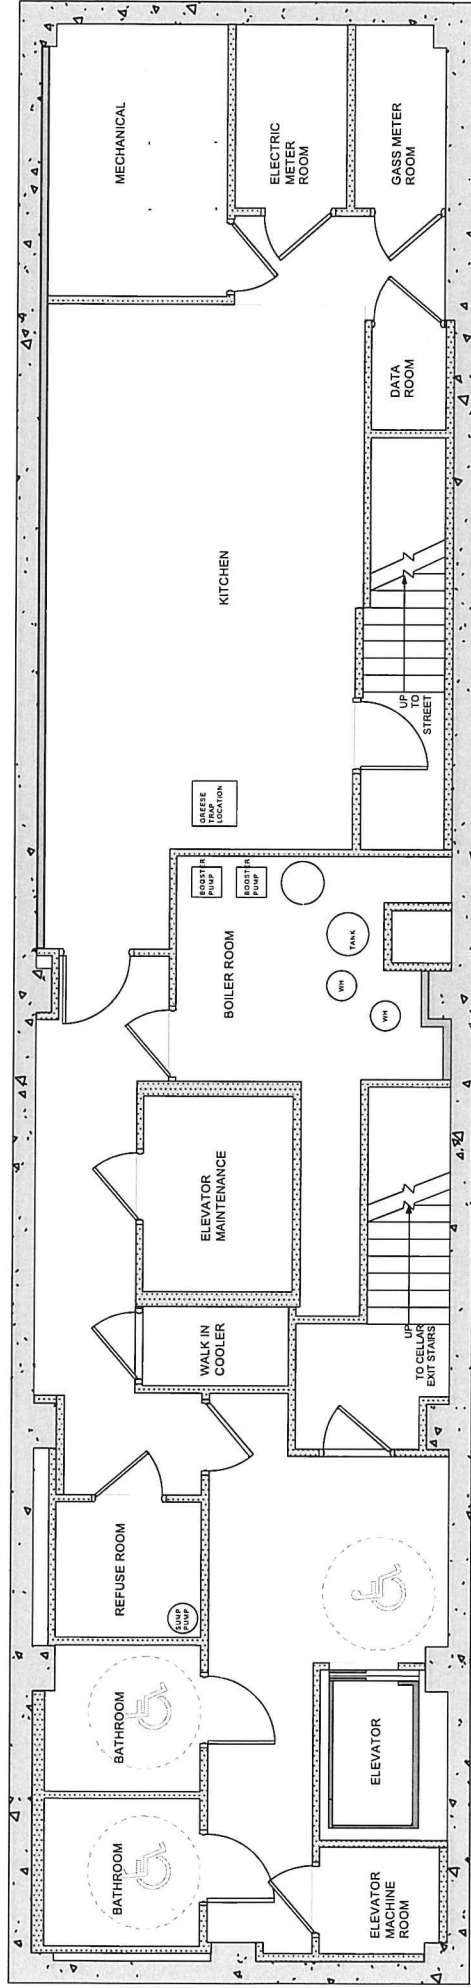 MECHANICAL
ELECTRIC
METER
ROOM
GASS METER
ROOM
DATA
ROOM
KITCHEN
UP
TO
STREET
GREESE
TRAP
LOCATION
BOOSTER
PUMP
BOOSTER
PUMP
TANK
WH
WH
BOILER ROOM
ELEVATOR
MAINTENANCE
WALK IN
COOLER
UP
TO CELLAR
EXIT STAIRS
REFUSE ROOM
SUMP
PUMP
BATHROOM
BATHROOM
ELEVATOR
ELEVATOR
MACHINE
ROOM